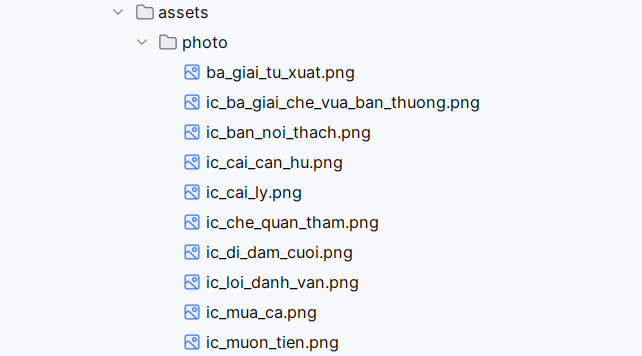 assets
photo
ba_giai_tu_xuat.png
ic_ba_giai_che_vua_ban_thuong.png
ic_ban_noi_thach.png
ic_cai_can_hu.png
ic_cai_ly.png
ic_che_quan_tham.png
ic_di_dam_cuoi.png
ic_loi_danh_van.png
ic_mua_ca.png
ic_muon_tien.png